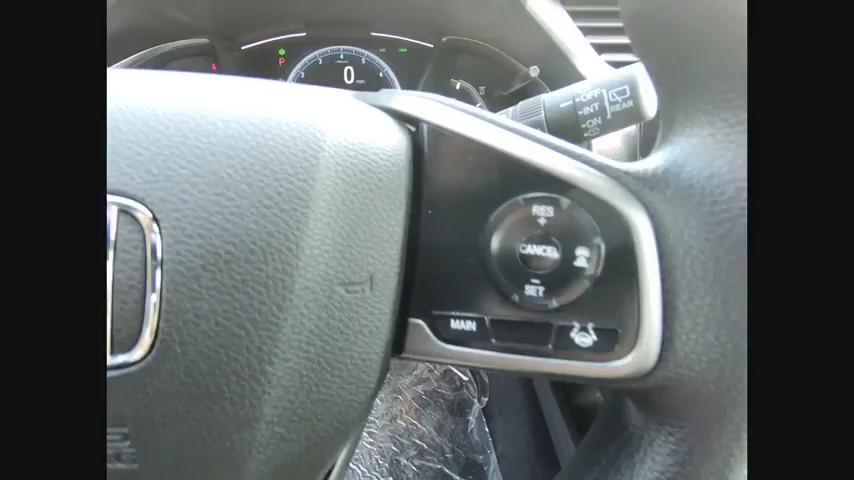 P
0
OFF
INT
ON
REAR
RES
+
CANCEL
-
SET
MAIN